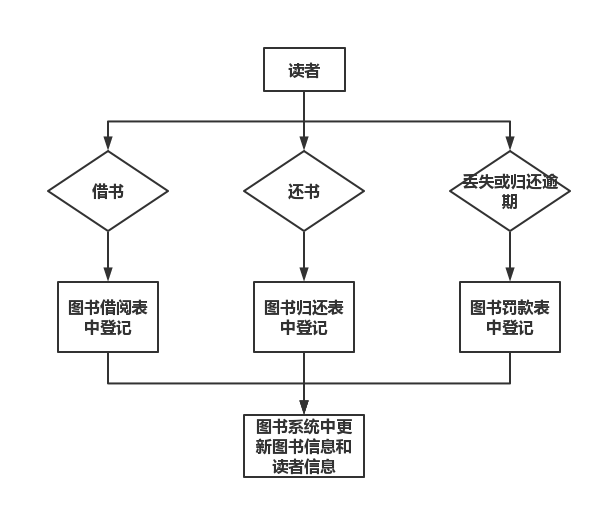 读者
借书
还书
丢失或归还逾
期
图书借阅表
中登记
图书归还表
中登记
图书罚款表
中登记
图书系统中更
新图书信息和
读者信息